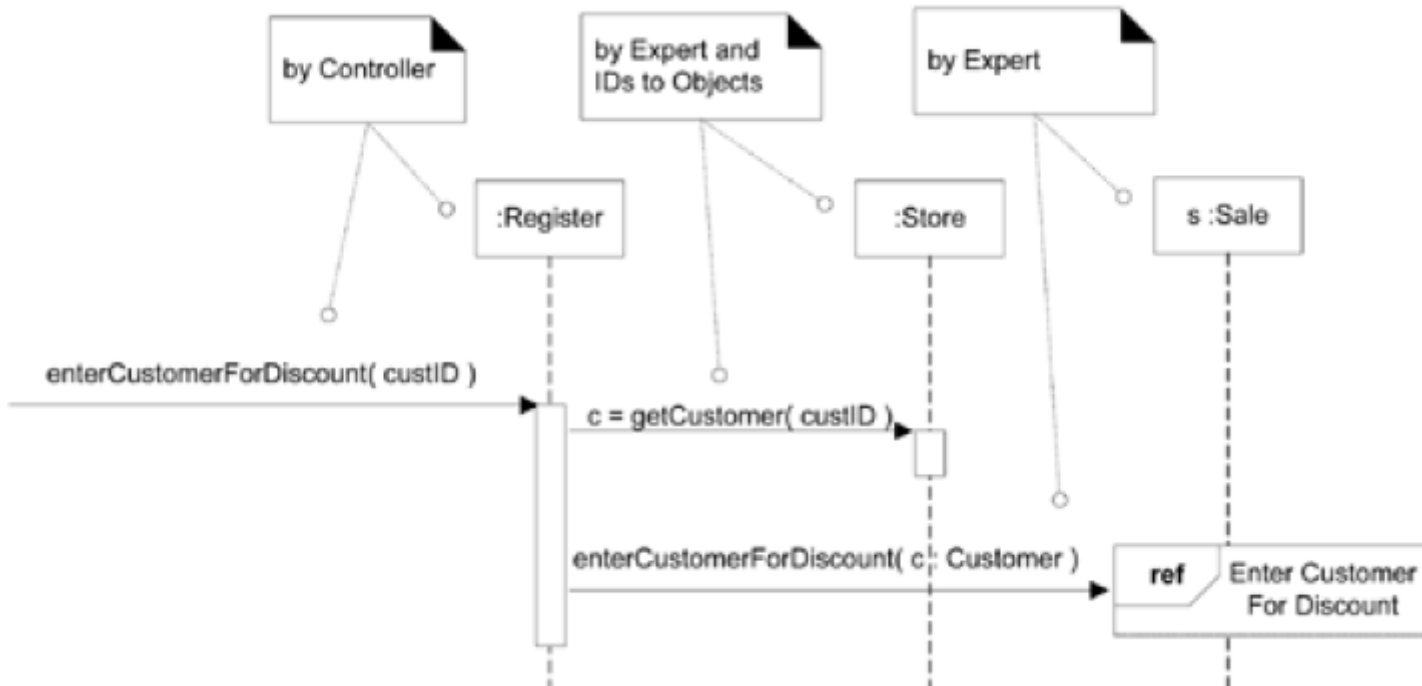 by Controller
by Expert and
IDs to Objects
by Expert
:Register
:Store
s :Sale
enterCustomerForDiscount( custID )
c = getCustomer( custID )
enterCustomerForDiscount( c : Customer )
ref
Enter Customer
For Discount